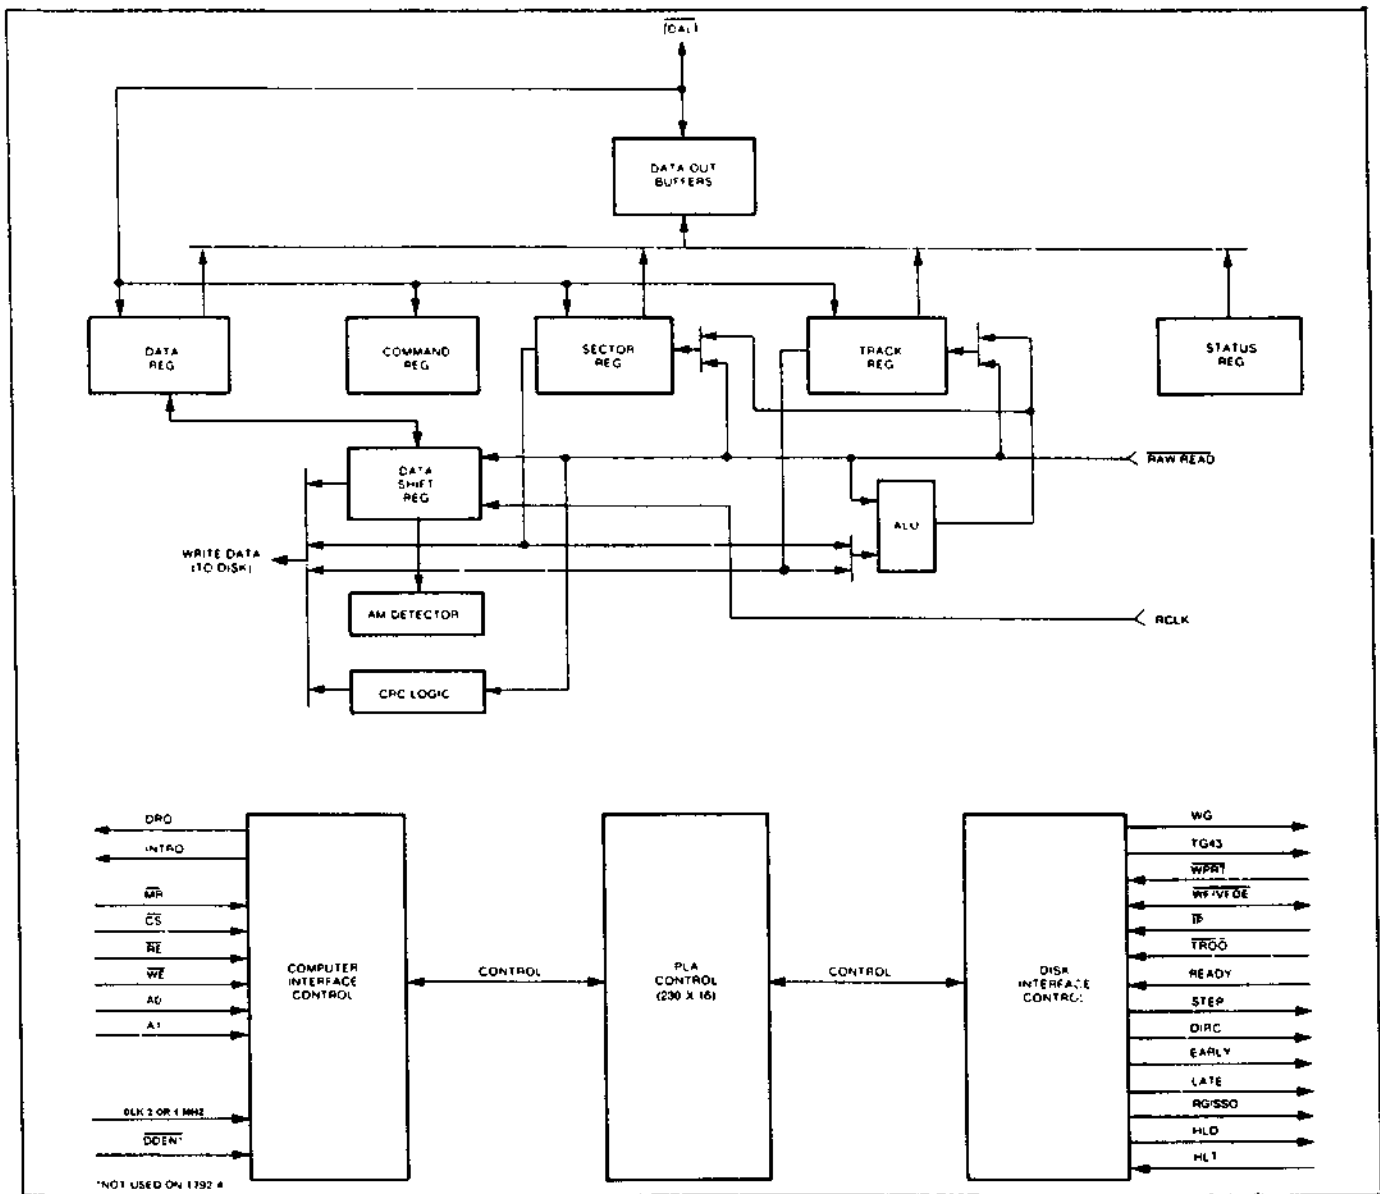 (DAL)
DATA OUT
BUFFERS
DATA
REG
COMMAND
REG
SECTOR
REG
TRACK
REG
STATUS
REG
DATA
SHIFT
REG
RAW READ
ALU
WRITE DATA
(TO DISK)
AM DETECTOR
RCLK
CRC LOGIC
DRQ
INTRQ
MR
CS
RE
WE
A0
A1
CLK 2 OR 1 MHZ
DDEN*
COMPUTER
INTERFACE
CONTROL
CONTROL
PLA
CONTROL
(230 X 16)
CONTROL
DISK
INTERFACE
CONTROL
WG
TG43
WPRT
WF/VFOE
IP
TR00
READY
STEP
DIRC
EARLY
LATE
RG/SSO
HLD
HLT
*NOT USED ON 1792 4